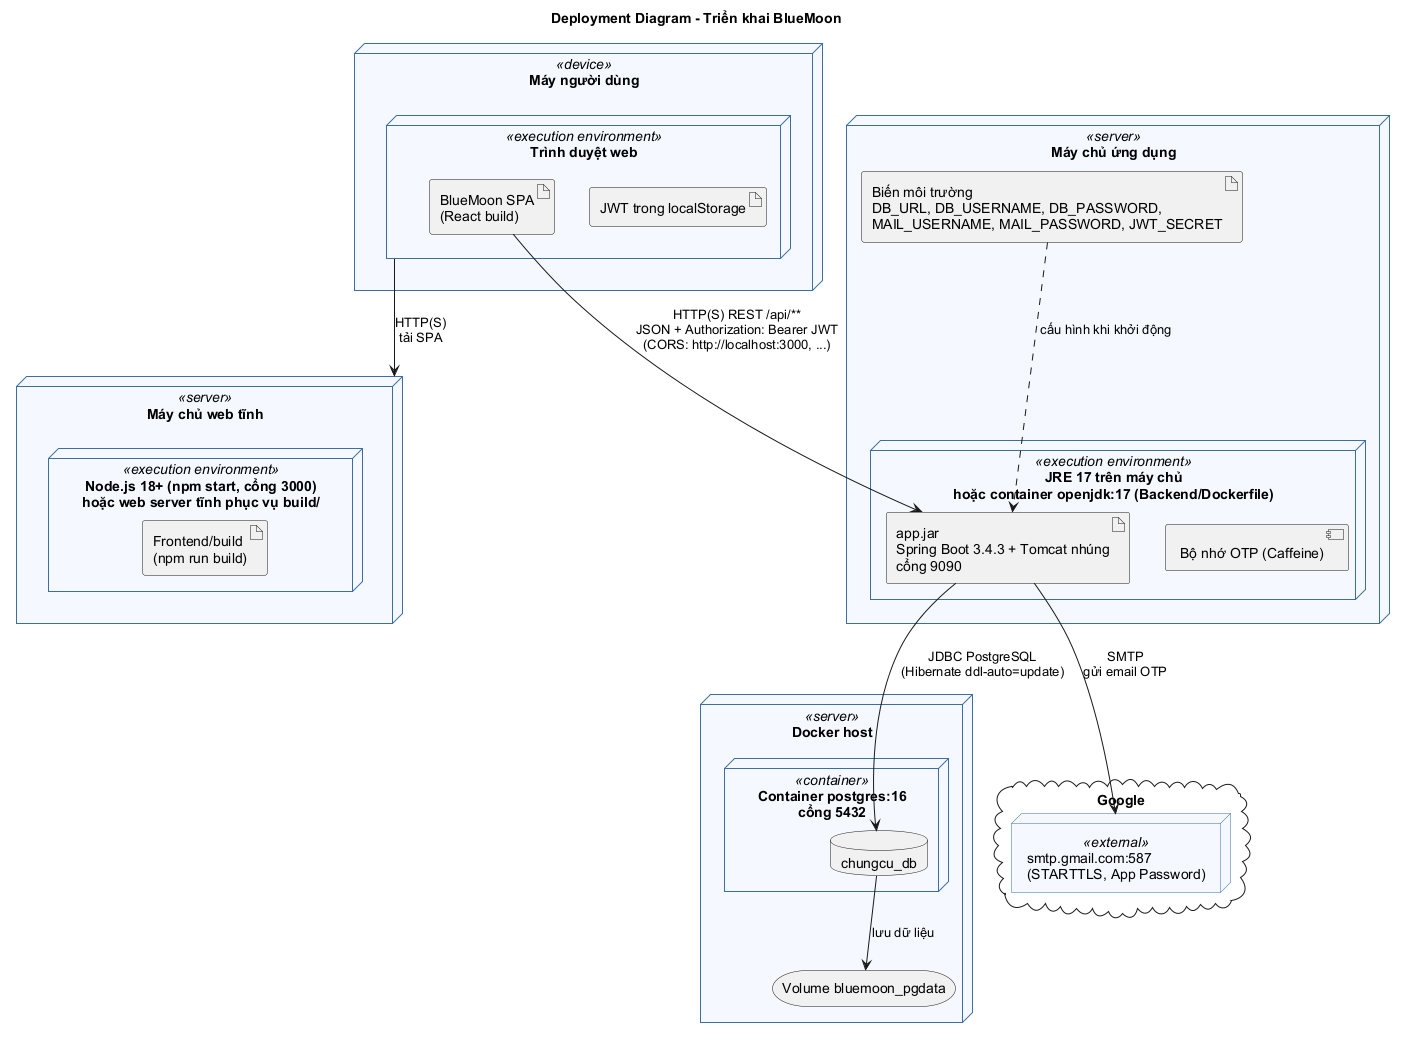 Deployment Diagram - Triển khai BlueMoon
«device»
Máy người dùng
«execution environment»
Trình duyệt web
BlueMoon SPA
(React build)
JWT trong localStorage
«server»
Máy chủ ứng dụng
Biến môi trường
DB_URL, DB_USERNAME, DB_PASSWORD,
MAIL_USERNAME, MAIL_PASSWORD, JWT_SECRET
HTTP(S)
tải SPA
HTTP(S) REST /api/**
JSON + Authorization: Bearer JWT
(CORS: http://localhost:3000, ...)
cấu hình khi khởi động
«server»
Máy chủ web tĩnh
«execution environment»
Node.js 18+ (npm start, cổng 3000)
hoặc web server tĩnh phục vụ build/
Frontend/build
(npm run build)
«execution environment»
JRE 17 trên máy chủ
hoặc container openjdk:17 (Backend/Dockerfile)
app.jar
Spring Boot 3.4.3 + Tomcat nhúng
cổng 9090
Bộ nhớ OTP (Caffeine)
JDBC PostgreSQL
(Hibernate ddl-auto=update)
SMTP
gửi email OTP
«server»
Docker host
«container»
Container postgres:16
cổng 5432
chungcu_db
lưu dữ liệu
Volume bluemoon_pgdata
Google
«external»
smtp.gmail.com:587
(STARTTLS, App Password)